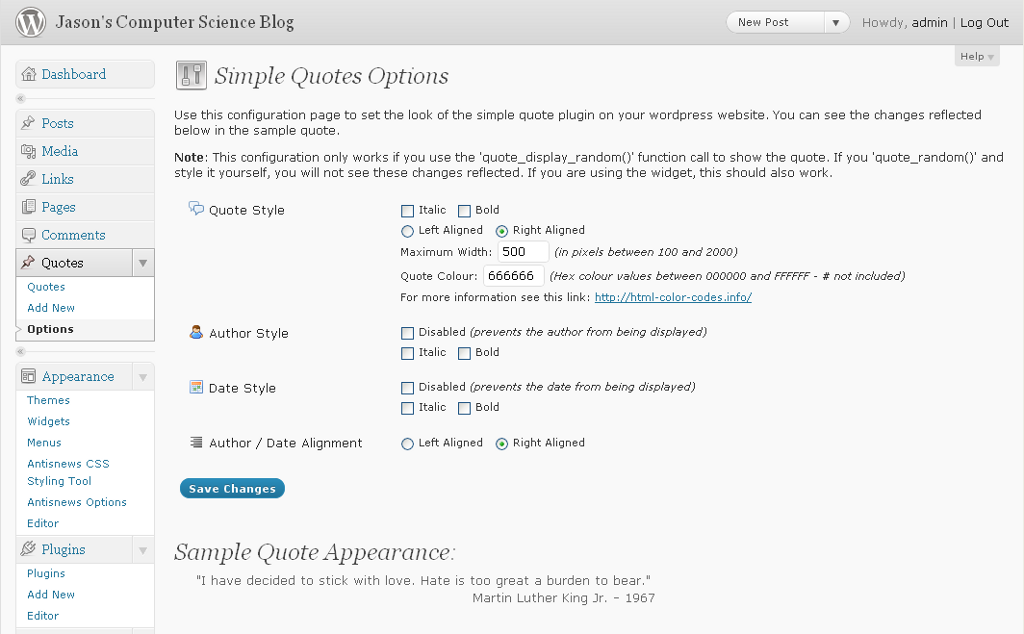 Jason's Computer Science Blog
New Post ▼
Howdy, admin | Log Out
Help
Dashboard
Posts
Media
Links
Pages
Comments
Quotes
Quotes
Add New
Options
Appearance
Themes
Widgets
Menus
Antisnews CSS
Styling Tool
Antisnews Options
Editor
Plugins
Plugins
Add New
Editor
Simple Quotes Options
Use this configuration page to set the look of the simple quote plugin on your wordpress website. You can see the changes reflected
below in the sample quote.
Note: This configuration only works if you use the 'quote_display_random()' function call to show the quote. If you 'quote_random()' and
style it yourself, you will not see these changes reflected. If you are using the widget, this should also work.
Quote Style
Italic Bold
Left Aligned Right Aligned
Maximum Width: 500 (in pixels between 100 and 2000)
Quote Colour: 666666 (Hex colour values between 000000 and FFFFFF - # not included)
For more information see this link: http://html-color-codes.info/
Author Style
Disabled (prevents the author from being displayed)
Italic Bold
Date Style
Disabled (prevents the date from being displayed)
Italic Bold
Author / Date Alignment
Left Aligned Right Aligned
Save Changes
Sample Quote Appearance:
"I have decided to stick with love. Hate is too great a burden to bear."
Martin Luther King Jr. - 1967